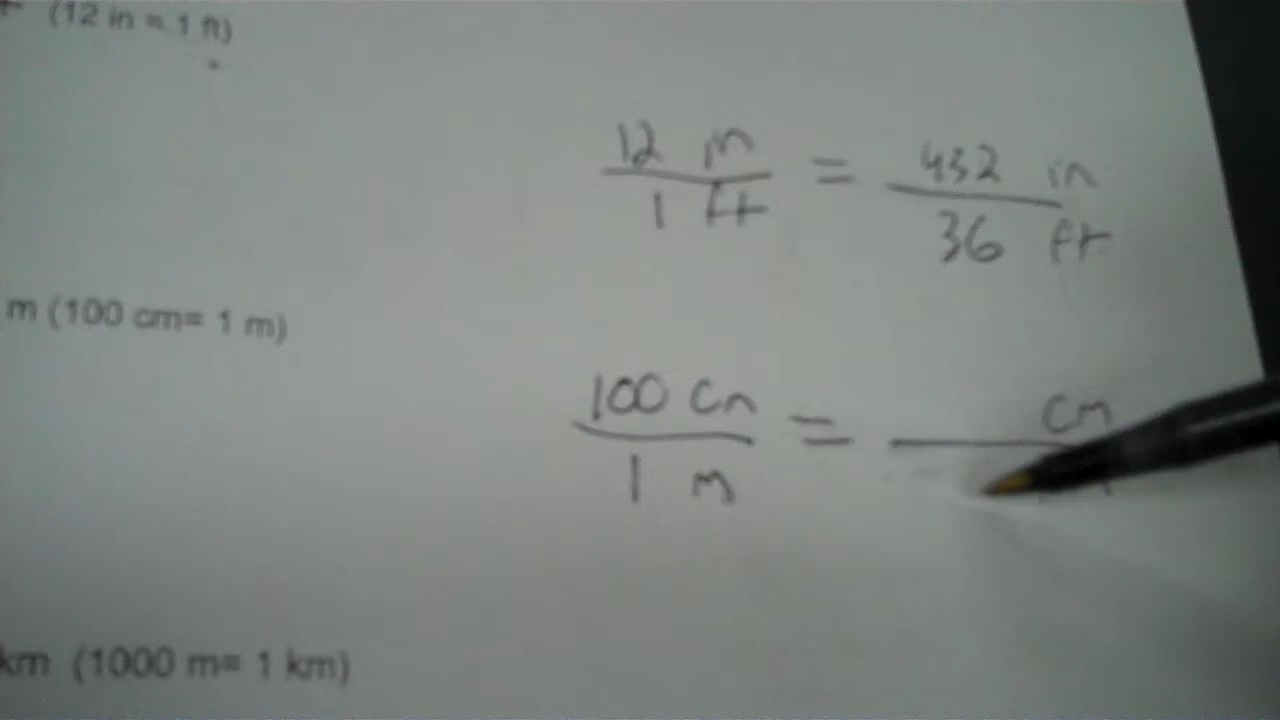 (12 in = 1 ft)
12 in = 432 in
1 ft 36 ft
m (100 cm= 1 m)
100 cm = cm
1 m
km (1000 m= 1 km)